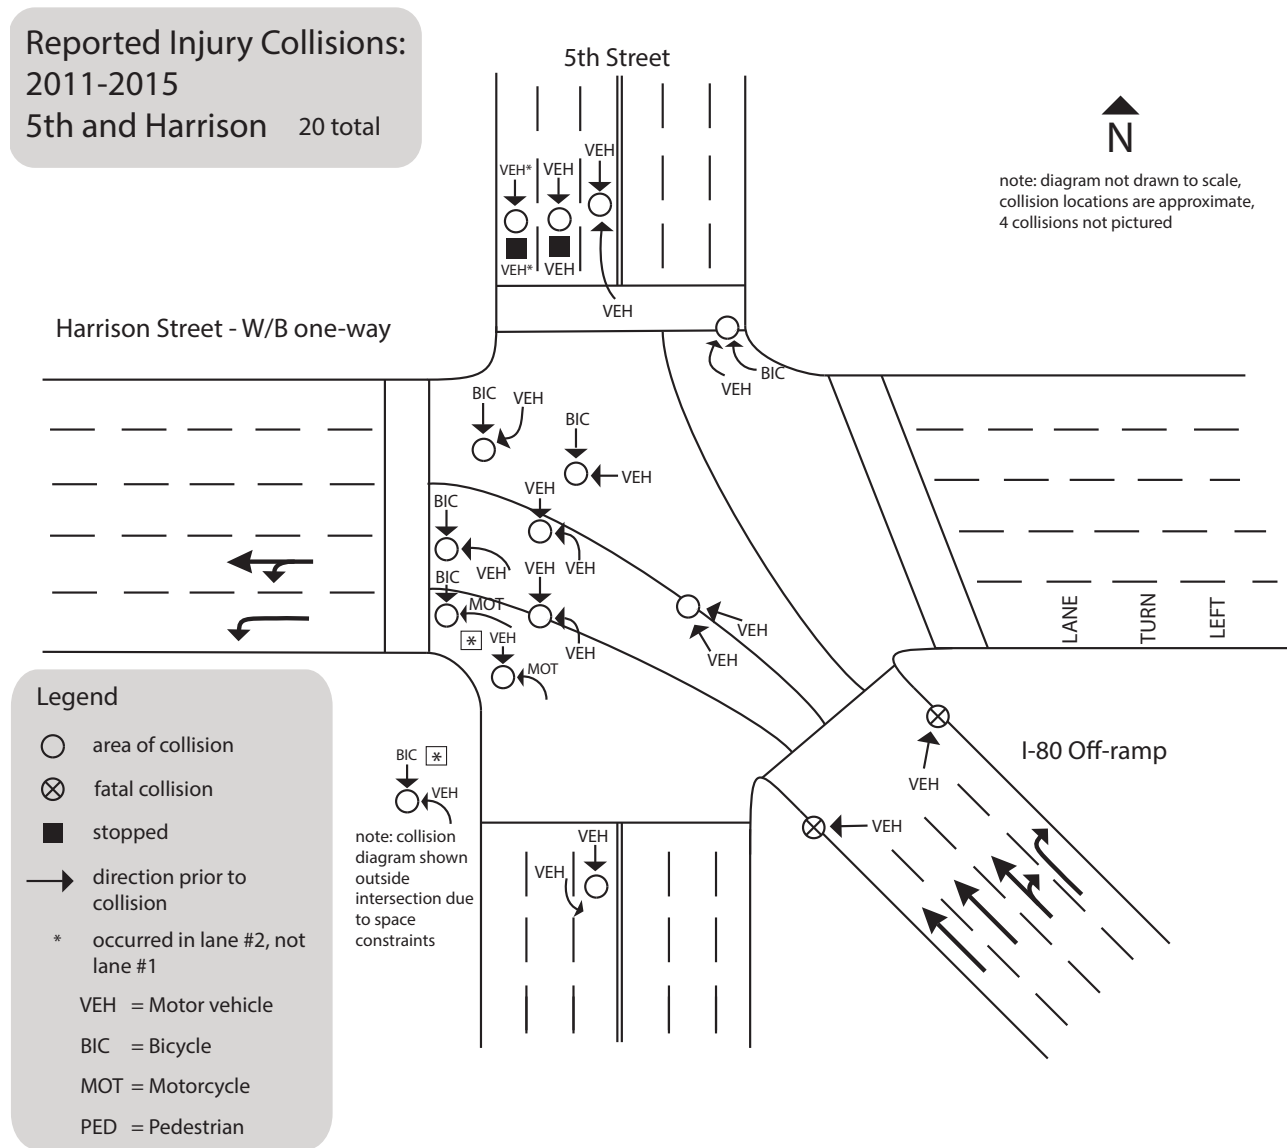 Reported Injury Collisions:
2011-2015
5th and Harrison 20 total
5th Street
N
note: diagram not drawn to scale,
collision locations are approximate,
4 collisions not pictured
VEH
VEH* VEH
VEH* VEH
VEH
Harrison Street - W/B one-way
BIC
VEH
BIC VEH
BIC
VEH
VEH
BIC
VEH
VEH
BIC VEH
MOT
* VEH
VEH
VEH
VEH
MOT
LANE
TURN
LEFT
I-80 Off-ramp
VEH
VEH
BIC *
VEH
note: collision
diagram shown
outside
intersection due
to space
constraints
VEH
VEH
Legend
area of collision
fatal collision
stopped
direction prior to
collision
* occurred in lane #2, not
lane #1
VEH = Motor vehicle
BIC = Bicycle
MOT = Motorcycle
PED = Pedestrian